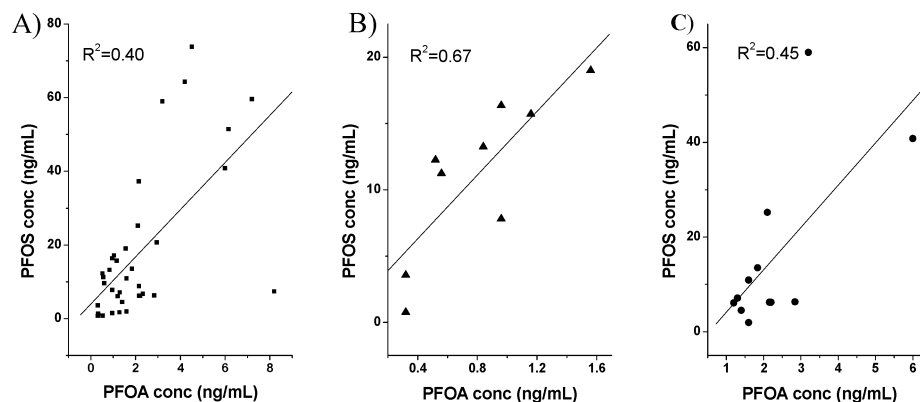 A)
R²=0.40
PFOS conc (ng/mL)
80
60
40
20
0
0 2 4 6 8
PFOA conc (ng/mL)
B)
R²=0.67
PFOS conc (ng/mL)
20
10
0
0.4 0.8 1.2 1.6
PFOA conc (ng/mL)
C)
R²=0.45
PFOS conc (ng/mL)
60
40
20
0
1 2 3 4 5 6
PFOA conc (ng/mL)